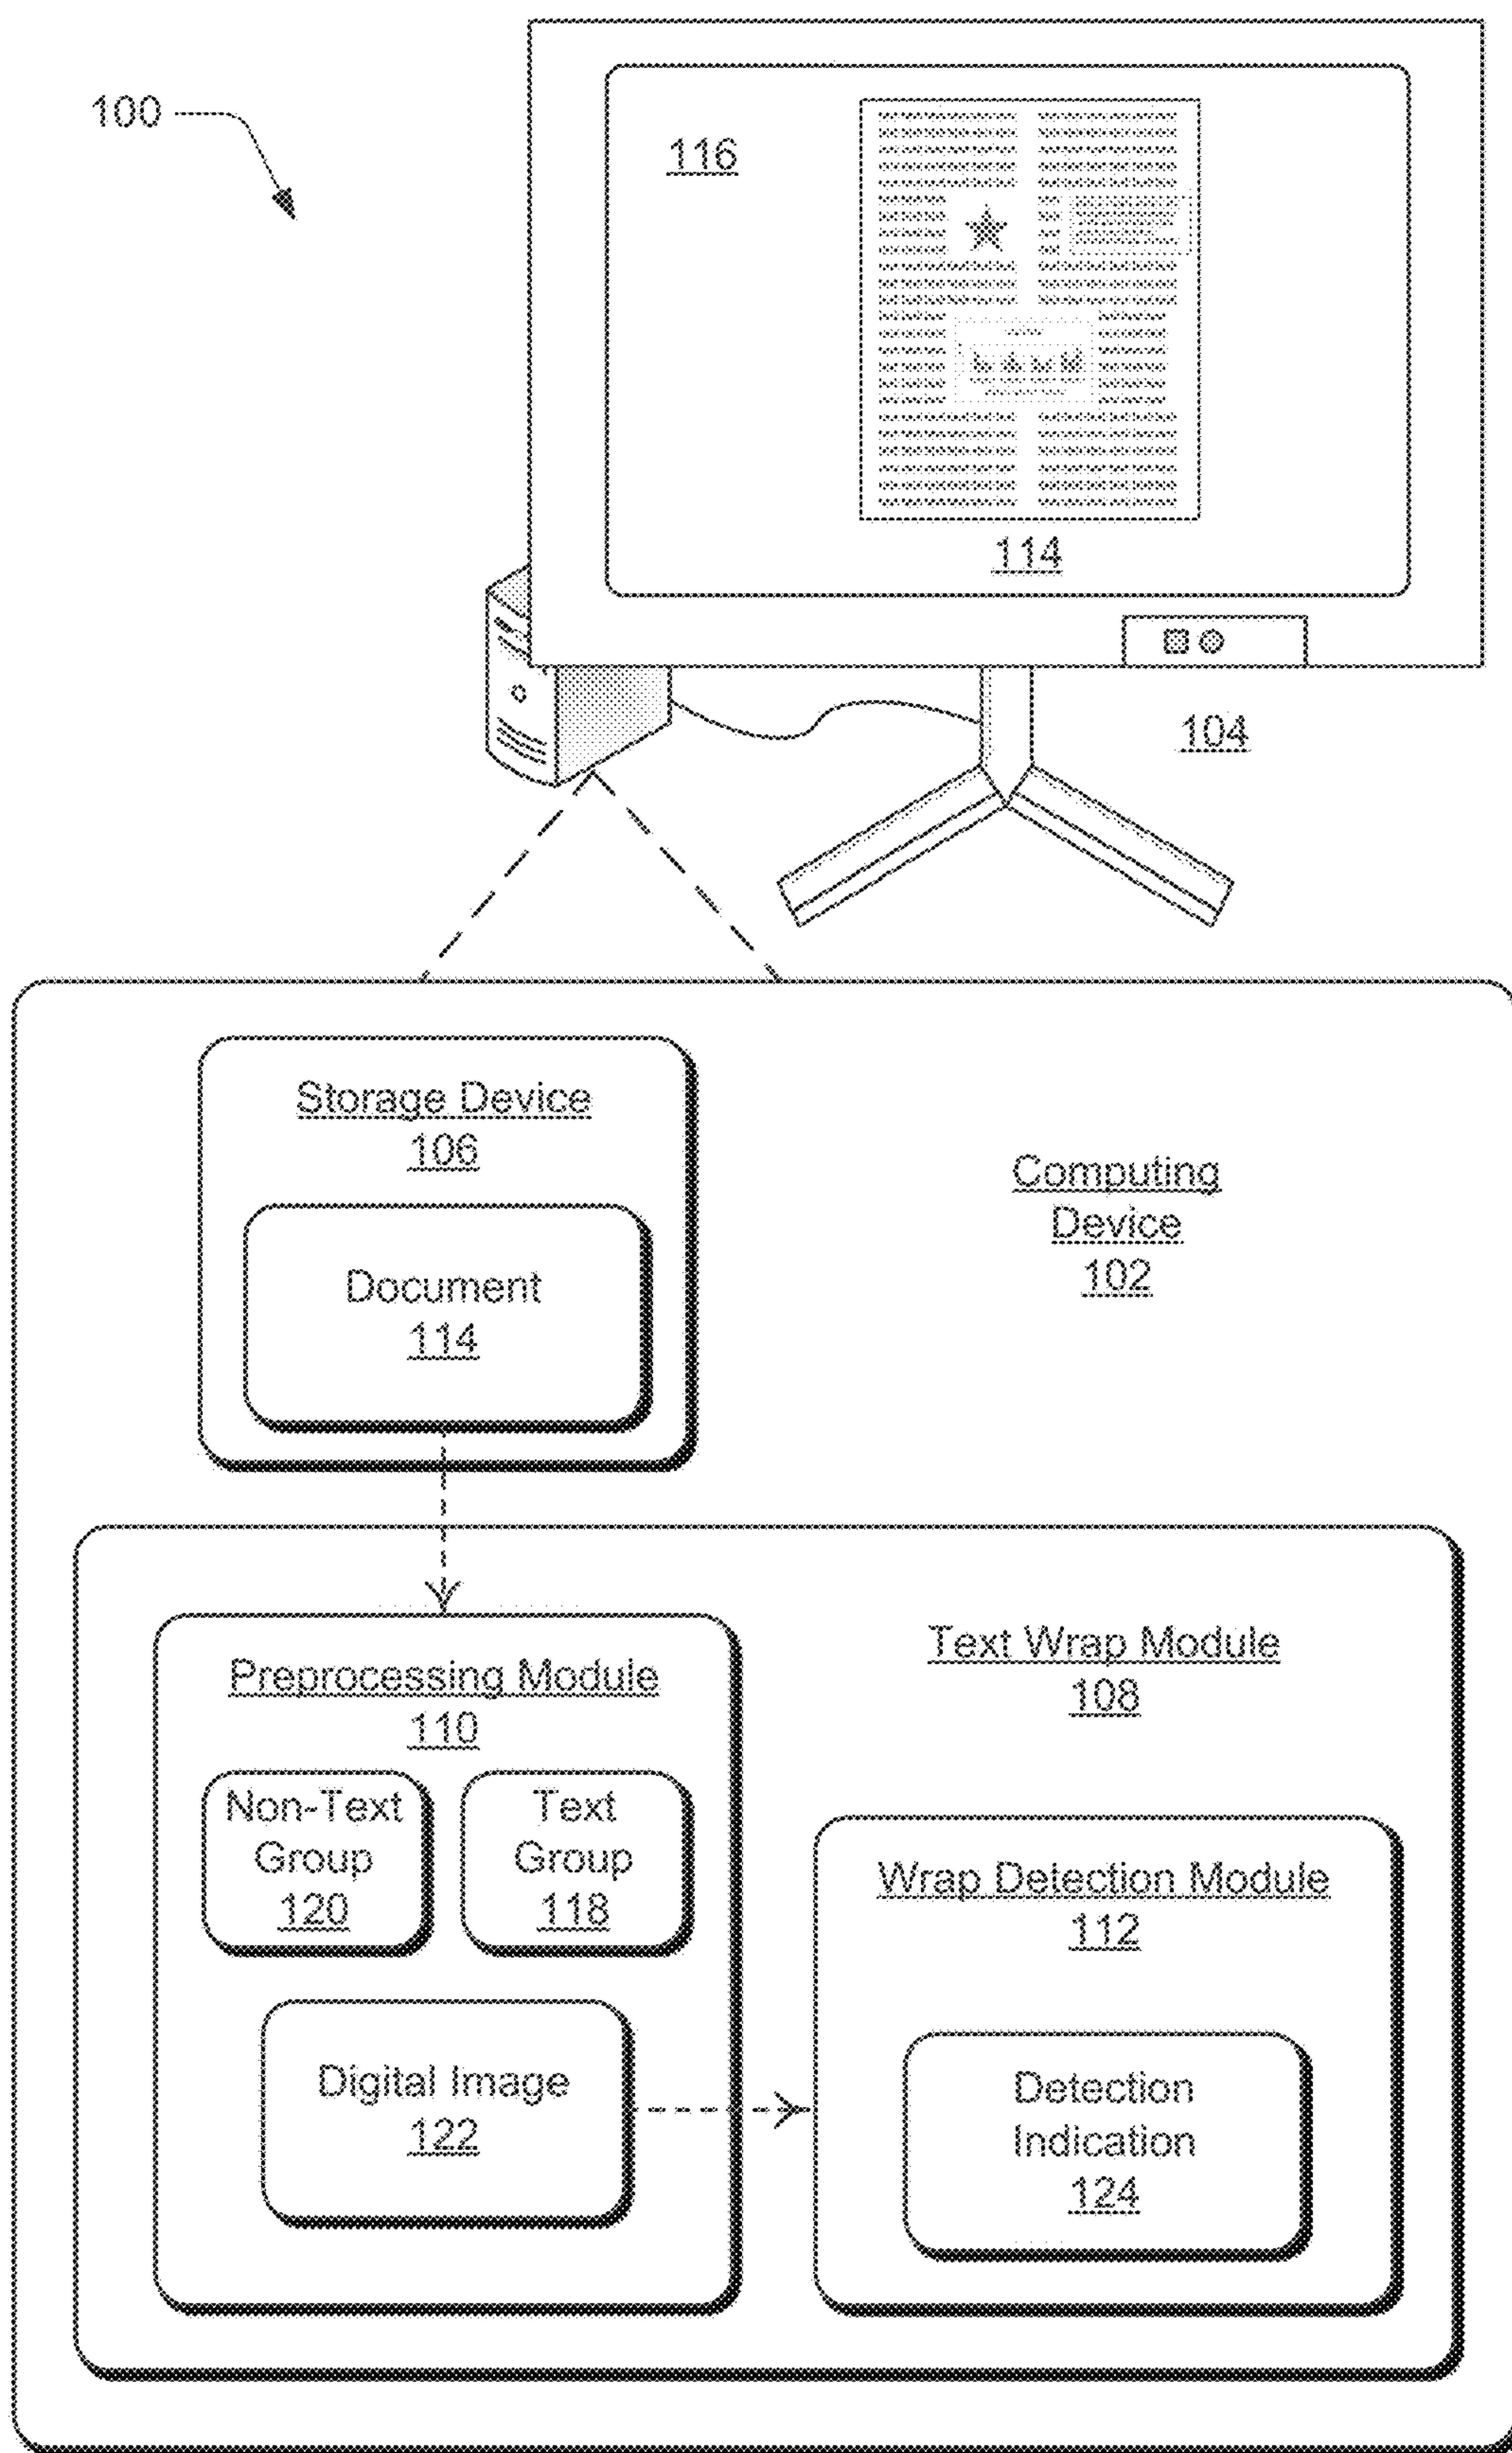 100
116
114
104
Storage Device
106
Document
114
Computing
Device
102
Preprocessing Module
110
Non-Text
Group
120
Text
Group
118
Digital Image
122
Text Wrap Module
108
Wrap Detection Module
112
Detection
Indication
124